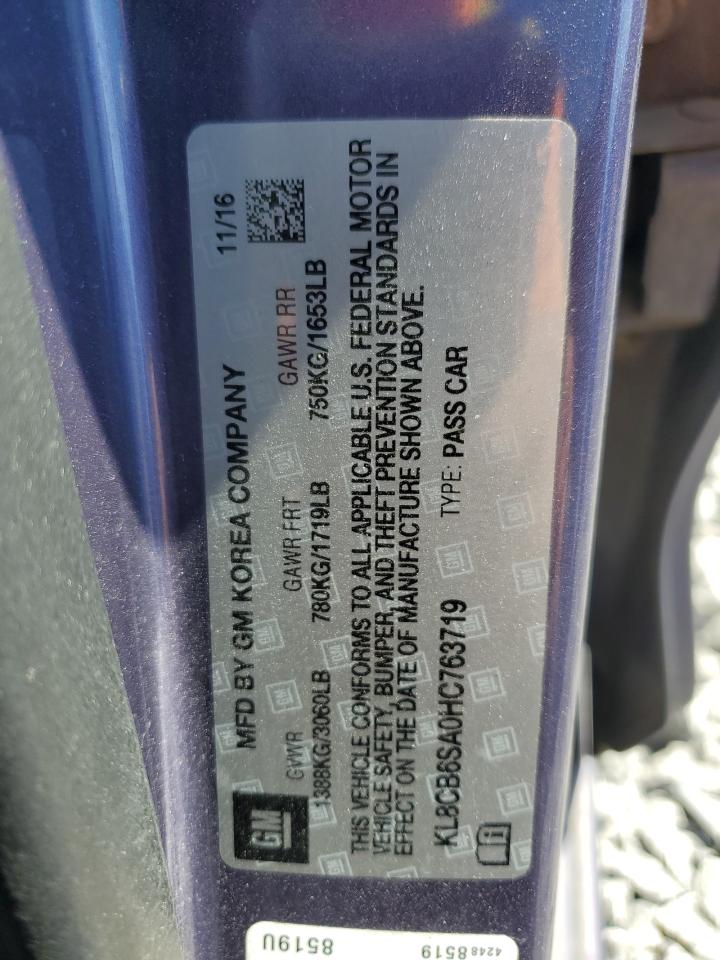 GM
MFD BY GM KOREA COMPANY 11/16
GVWR GAWR FRT GAWR RR
1388KG/3060LB 780KG/1719LB 750KG/1653LB
THIS VEHICLE CONFORMS TO ALL APPLICABLE U.S. FEDERAL MOTOR
VEHICLE SAFETY, BUMPER, AND THEFT PREVENTION STANDARDS IN
EFFECT ON THE DATE OF MANUFACTURE SHOWN ABOVE.
KL8CB6SA0HC763719 TYPE: PASS CAR
42488519
8519U